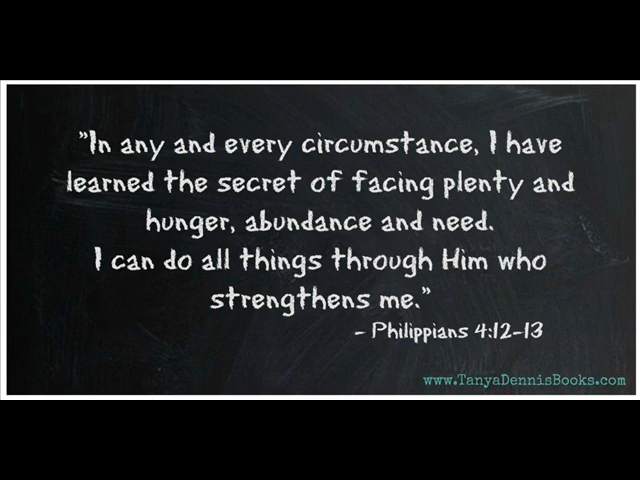 "In any and every circumstance, I have
learned the secret of facing plenty and
hunger, abundance and need.
I can do all things through Him who
strengthens me."
- Philippians 4:12-13
www.TanyaDennisBooks.com